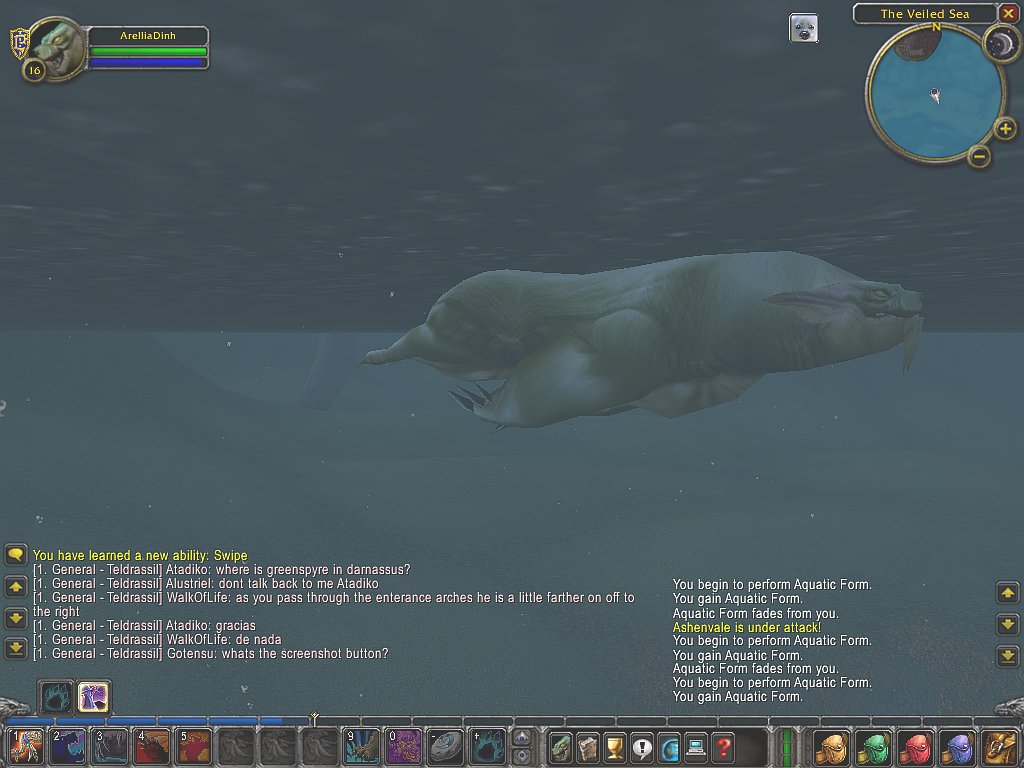 ArelliaDinh
16
The Veiled Sea
N
You have learned a new ability: Swipe
[1. General - Teldrassil] Atadiko: where is greenspyre in darnassus?
[1. General - Teldrassil] Alustriel: dont talk back to me Atadiko
[1. General - Teldrassil] WalkOfLife: as you pass through the enterance arches he is a little farther on off to
the right
[1. General - Teldrassil] Atadiko: gracias
[1. General - Teldrassil] WalkOfLife: de nada
[1. General - Teldrassil] Gotensu: whats the screenshot button?
You begin to perform Aquatic Form.
You gain Aquatic Form.
Aquatic Form fades from you.
Ashenvale is under attack!
You begin to perform Aquatic Form.
You gain Aquatic Form.
Aquatic Form fades from you.
You begin to perform Aquatic Form.
You gain Aquatic Form.
1 2 3 4 5 9 0 - +